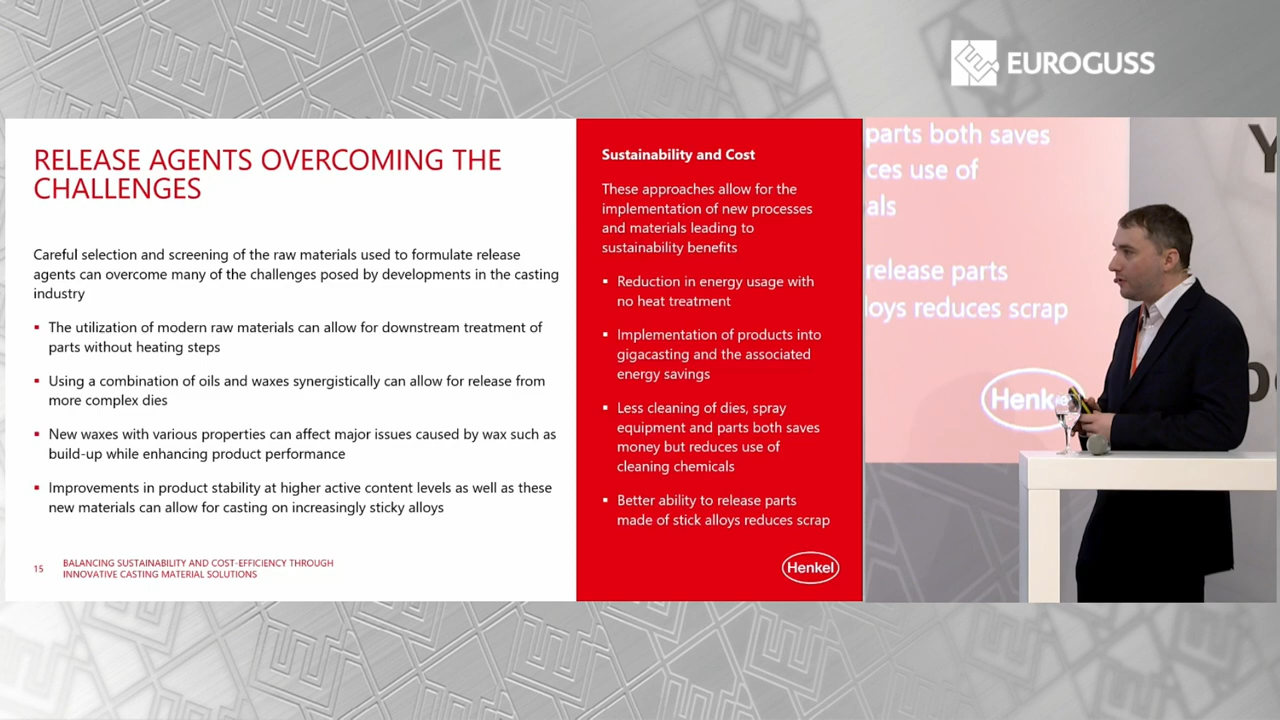 EUROGUSS
RELEASE AGENTS OVERCOMING THE
CHALLENGES
Careful selection and screening of the raw materials used to formulate release
agents can overcome many of the challenges posed by developments in the casting
industry
▪ The utilization of modern raw materials can allow for downstream treatment of
parts without heating steps
▪ Using a combination of oils and waxes synergistically can allow for release from
more complex dies
▪ New waxes with various properties can affect major issues caused by wax such as
build-up while enhancing product performance
▪ Improvements in product stability at higher active content levels as well as these
new materials can allow for casting on increasingly sticky alloys
15
BALANCING SUSTAINABILITY AND COST-EFFICIENCY THROUGH
INNOVATIVE CASTING MATERIAL SOLUTIONS
Sustainability and Cost
These approaches allow for the
implementation of new processes
and materials leading to
sustainability benefits
▪ Reduction in energy usage with
no heat treatment
▪ Implementation of products into
gigacasting and the associated
energy savings
▪ Less cleaning of dies, spray
equipment and parts both saves
money but reduces use of
cleaning chemicals
▪ Better ability to release parts
made of stick alloys reduces scrap
Henkel
parts both saves
ces use of
als
release parts
loys reduces scrap
Henke